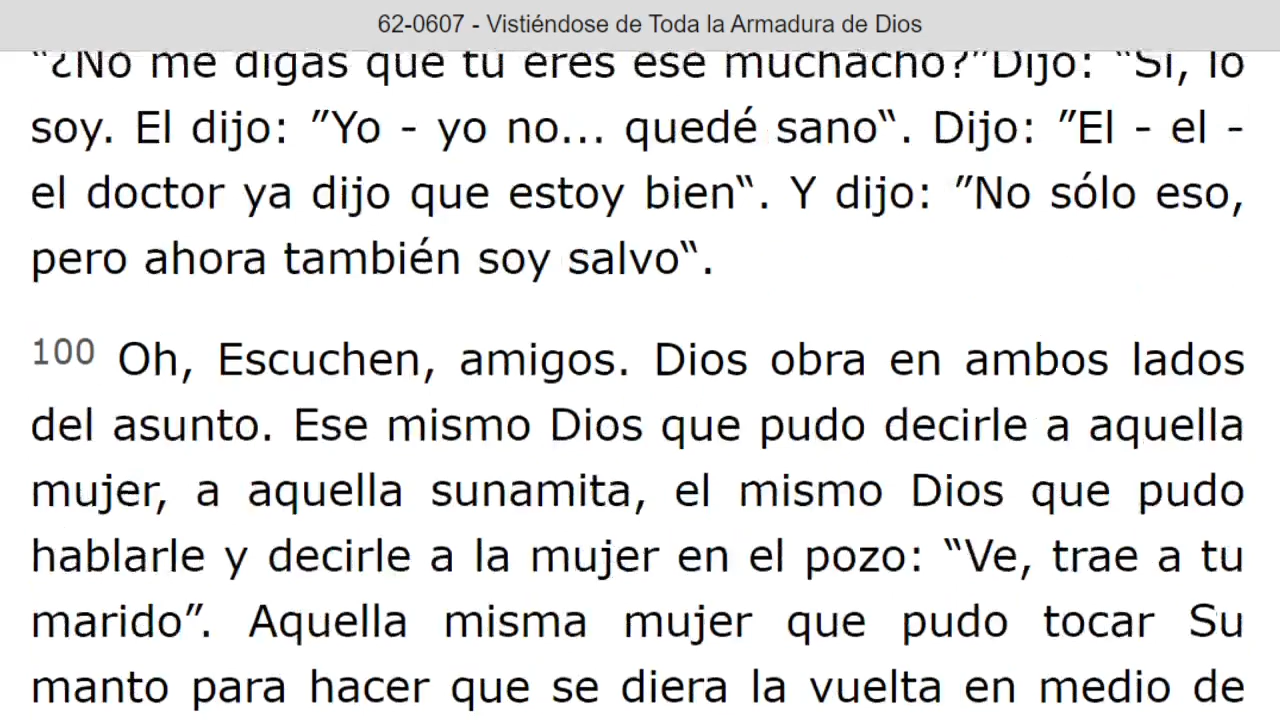 62-0607 - Vistiéndose de Toda la Armadura de Dios
“¿No me digas que tú eres ese muchacho?”Dijo: “Sí, lo
soy. El dijo: ”Yo - yo no... quedé sano“. Dijo: ”El - el -
el doctor ya dijo que estoy bien“. Y dijo: ”No sólo eso,
pero ahora también soy salvo“.
100 Oh, Escuchen, amigos. Dios obra en ambos lados
del asunto. Ese mismo Dios que pudo decirle a aquella
mujer, a aquella sunamita, el mismo Dios que pudo
hablarle y decirle a la mujer en el pozo: “Ve, trae a tu
marido”. Aquella misma mujer que pudo tocar Su
manto para hacer que se diera la vuelta en medio de